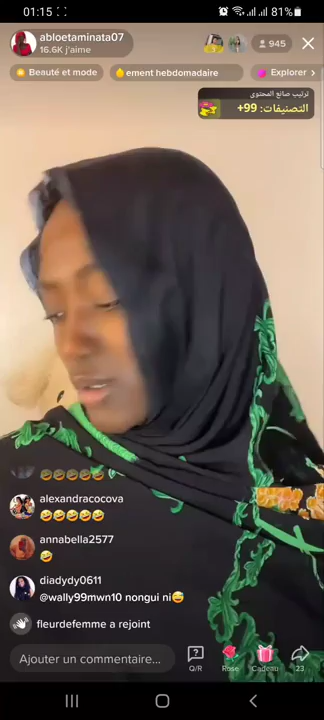 01:15
81%
abloetaminata07
16.6K j'aime
945
Beauté et mode
ement hebdomadaire
Explorer
ترتيب صانع المحتوى
التصنيفات: 99+
🤣🤣🤣🤣🤣
alexandracocova
🤣🤣🤣🤣🤣
annabella2577
🤣
diadydy0611
@wally99mwn10 nongui ni😅
fleurdefemme a rejoint
Ajouter un commentaire...
Q/R
Rose
Cadeau
23